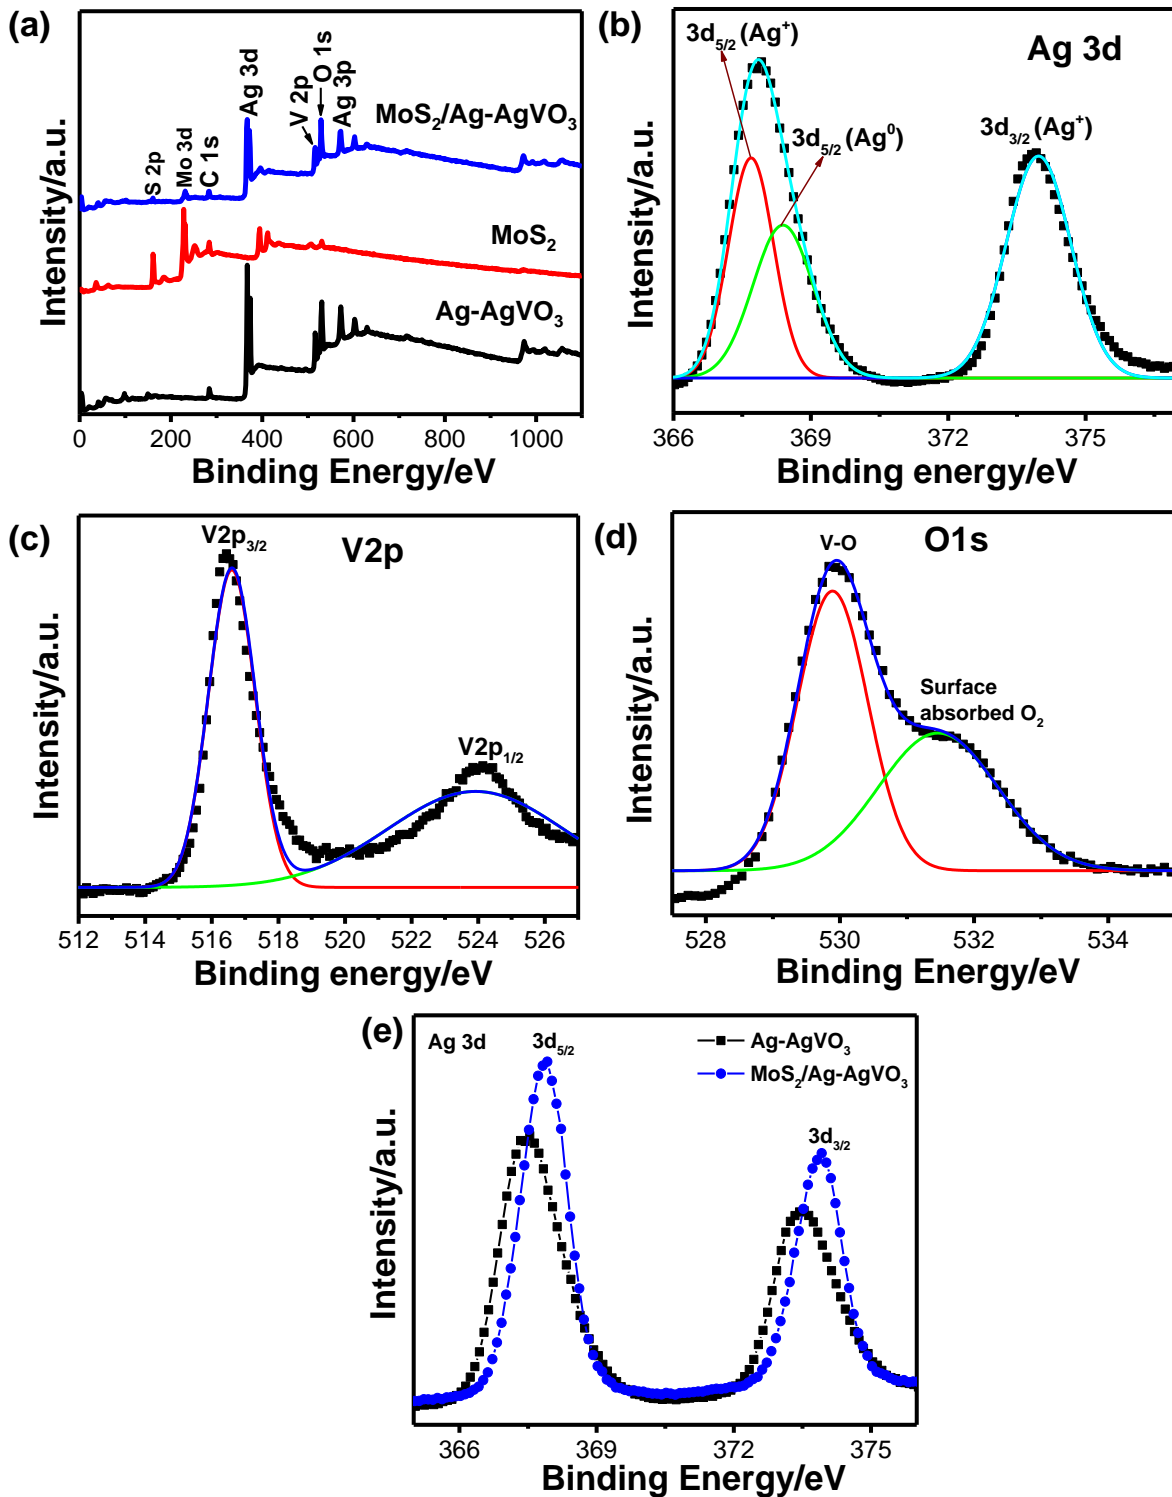 (a)
Intensity/a.u.
S 2p
Mo 3d
C 1s
Ag 3d
V 2p
O 1s
Ag 3p
MoS2/Ag-AgVO3
MoS2
Ag-AgVO3
0 200 400 600 800 1000
Binding Energy/eV
(b)
Intensity/a.u.
3d5/2 (Ag+)
Ag 3d
3d5/2 (Ag0)
3d3/2 (Ag+)
366 369 372 375
Binding energy/eV
(c)
Intensity/a.u.
V2p3/2
V2p
V2p1/2
512 514 516 518 520 522 524 526
Binding energy/eV
(d)
Intensity/a.u.
V-O
O1s
Surface
absorbed O2
528 530 532 534
Binding Energy/eV
(e)
Intensity/a.u.
Ag 3d
3d5/2
Ag-AgVO3
MoS2/Ag-AgVO3
3d3/2
366 369 372 375
Binding Energy/eV